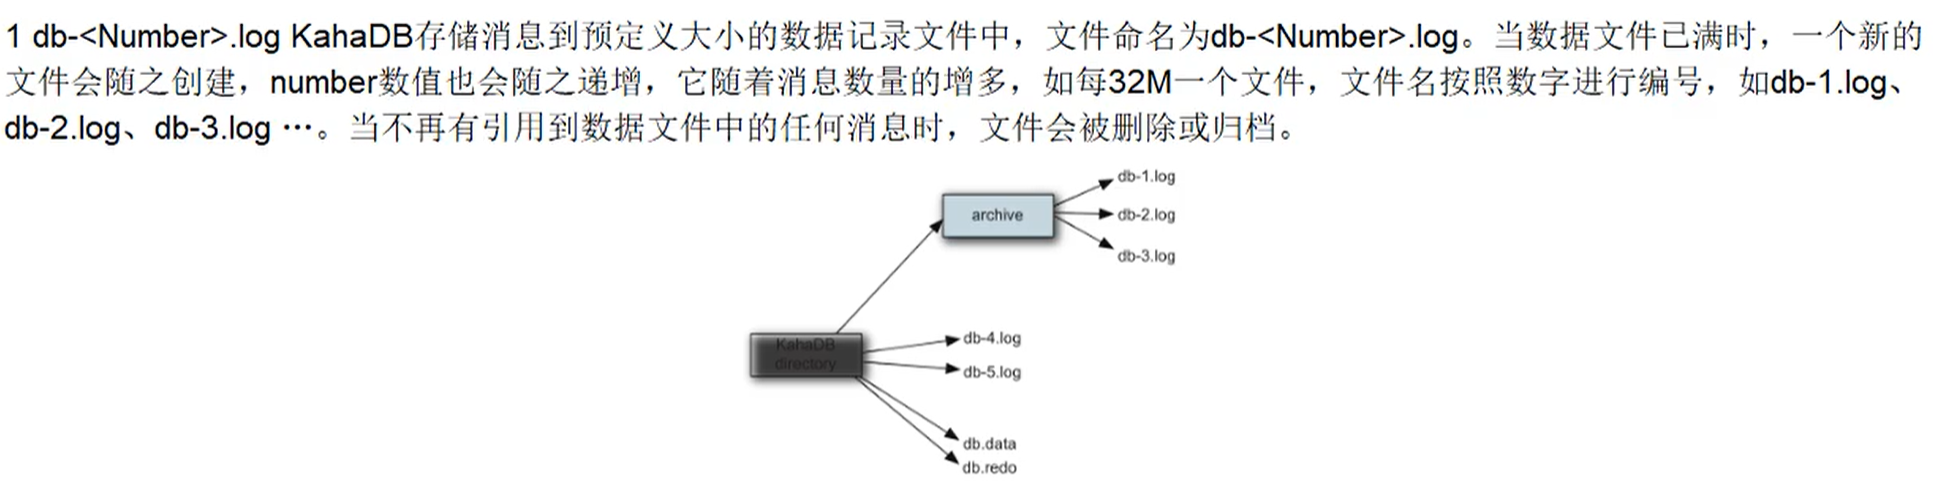 1 db-<Number>.log KahaDB存储消息到预定义大小的数据记录文件中，文件命名为db-<Number>.log。当数据文件已满时，一个新的
文件会随之创建，number数值也会随之递增，它随着消息数量的增多，如每32M一个文件，文件名按照数字进行编号，如db-1.log、
db-2.log、db-3.log …。当不再有引用到数据文件中的任何消息时，文件会被删除或归档。
db-1.log
archive
db-2.log
db-3.log
KahaDB
directory
db-4.log
db-5.log
db.data
db.redo